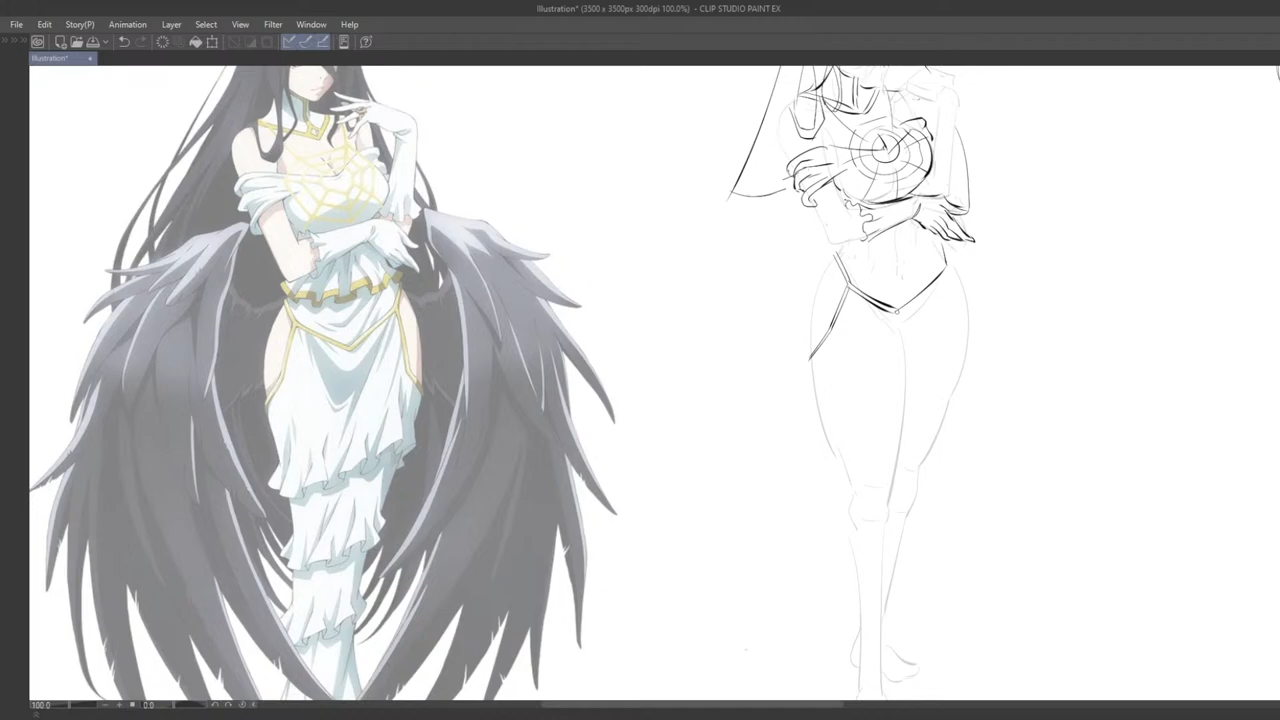 Illustration* (3500 x 3500px 300dpi 100.0%) - CLIP STUDIO PAINT EX
File Edit Story(P) Animation Layer Select View Filter Window Help
Illustration*
100.0 0.0